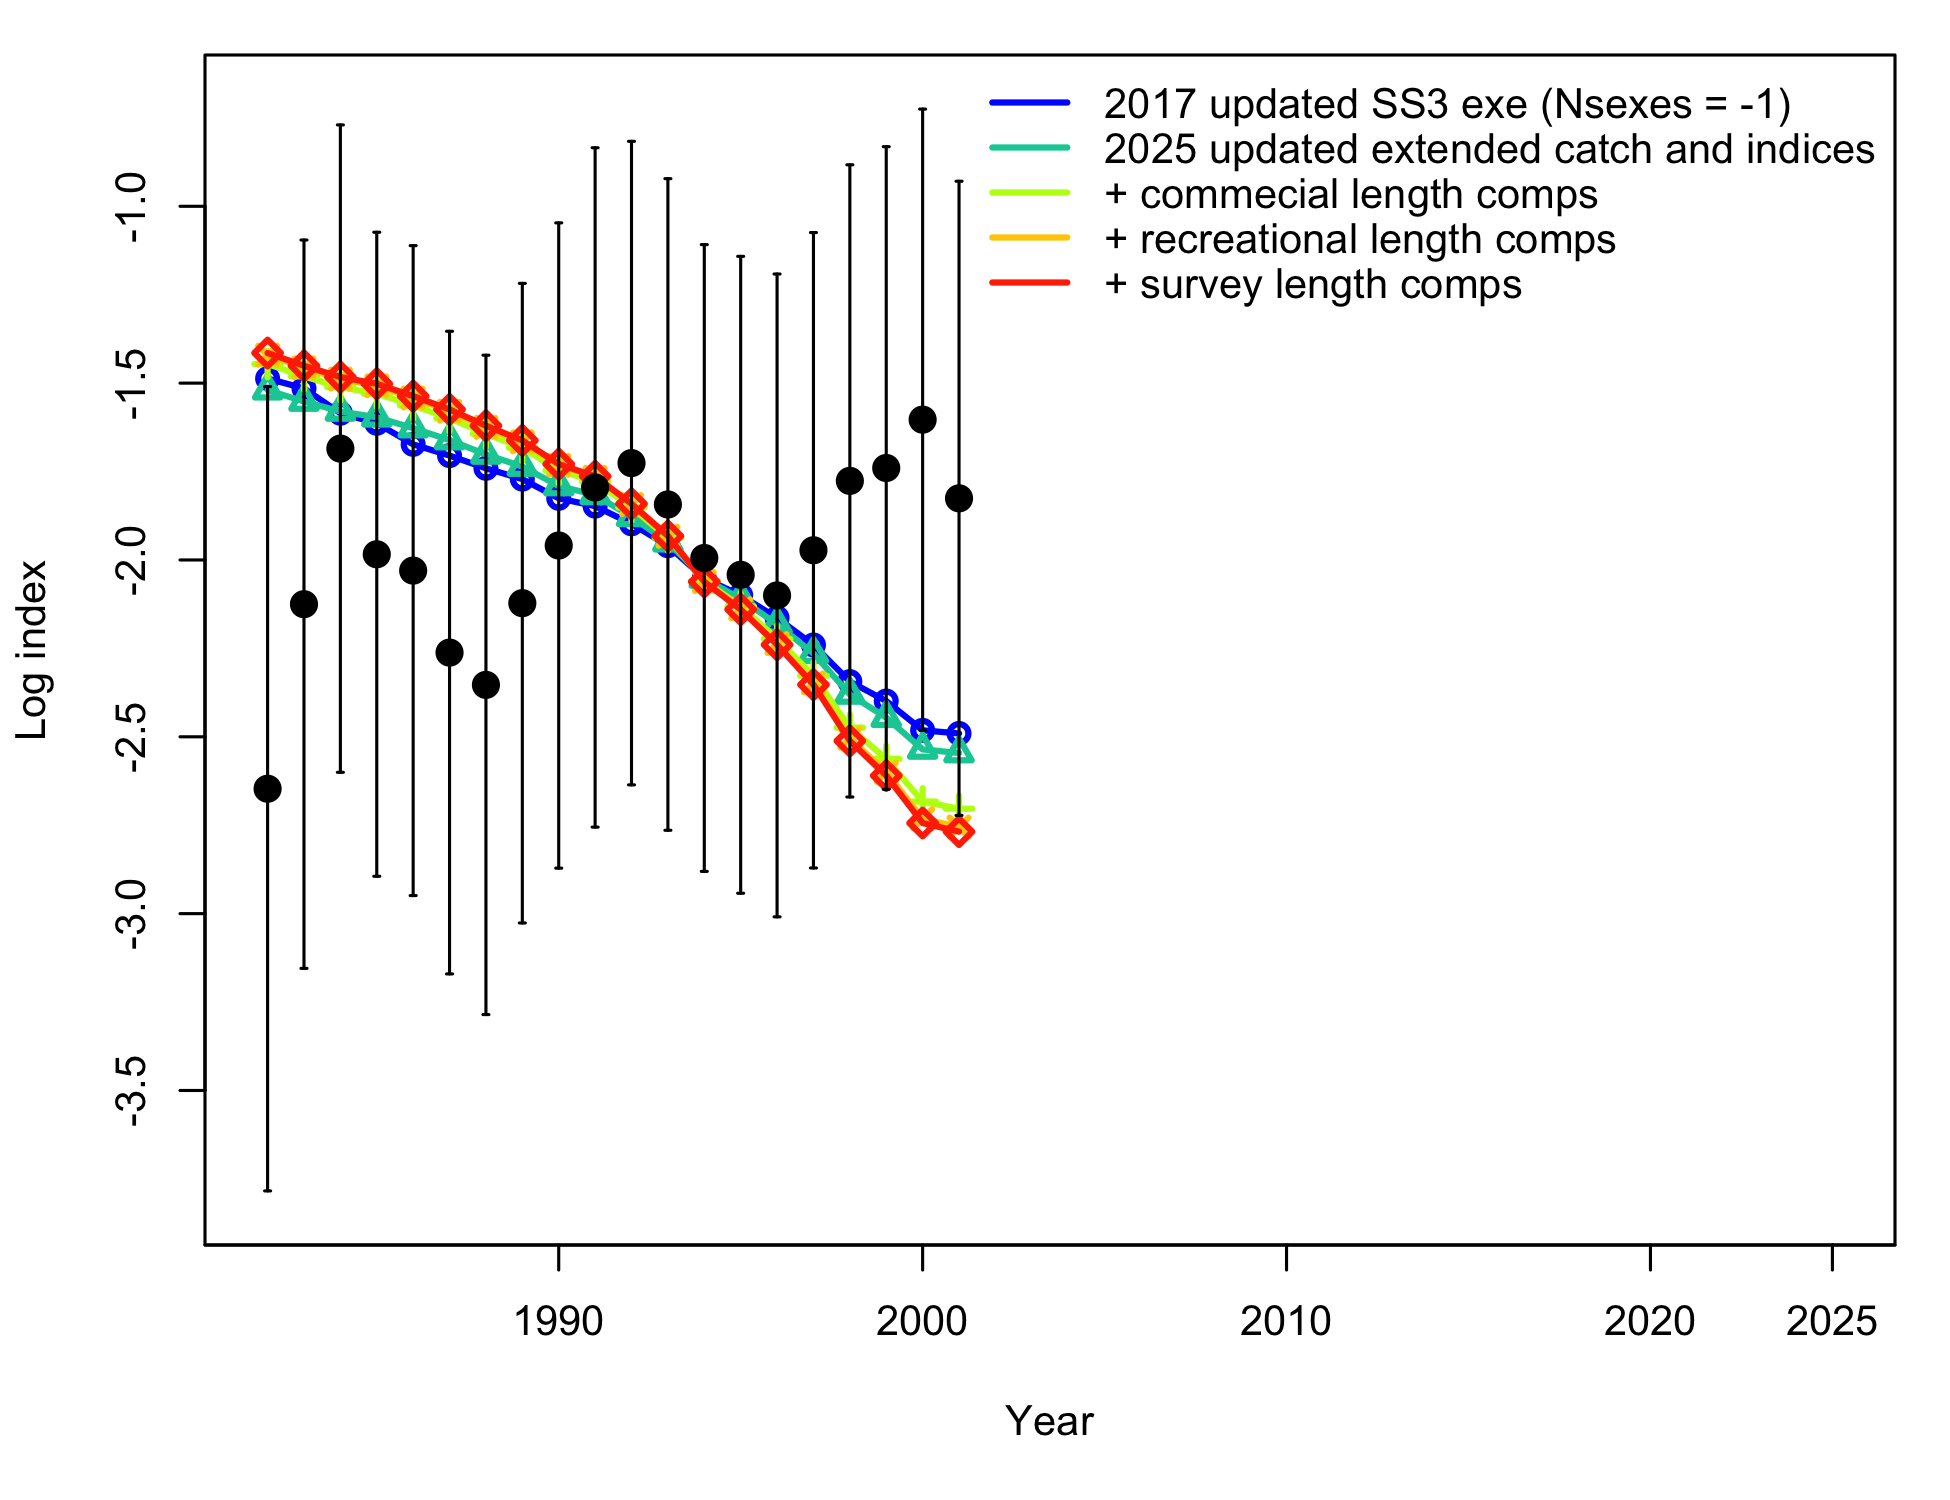 2017 updated SS3 exe (Nsexes = -1)
2025 updated extended catch and indices
+ commecial length comps
+ recreational length comps
+ survey length comps
Log index
-1.0
-1.5
-2.0
-2.5
-3.0
-3.5
1990
2000
2010
2020
2025
Year